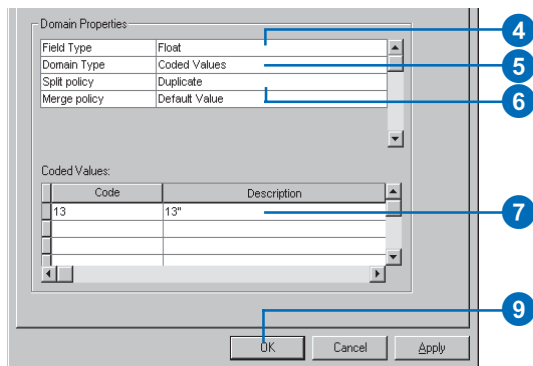 Domain Properties
Field Type Float 4
Domain Type Coded Values 5
Split policy Duplicate
Merge policy Default Value 6
Coded Values:
Code Description
13 13" 7
9
OK Cancel Apply